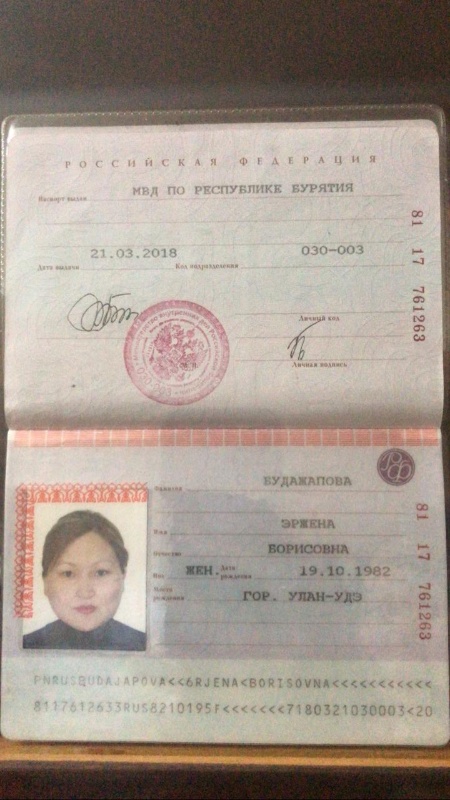 РОССИЙСКАЯ ФЕДЕРАЦИЯ
Паспорт выдан МВД ПО РЕСПУБЛИКЕ БУРЯТИЯ
Дата выдачи 21.03.2018 Код подразделения 030-003
Личный код
Личная подпись
81 17 761263
РФ
Фамилия БУДАЖАПОВА
Имя ЭРЖЕНА
Отчество БОРИСОВНА
Пол ЖЕН. Дата рождения 19.10.1982
Место рождения ГОР. УЛАН-УДЭ
81 17 761263
PNRUSBUDAJAPOVA<<6RJENA<BORISOVNA<<<<<<<<<<<
8117612633RUS8210195F<<<<<<<7180321030003<20